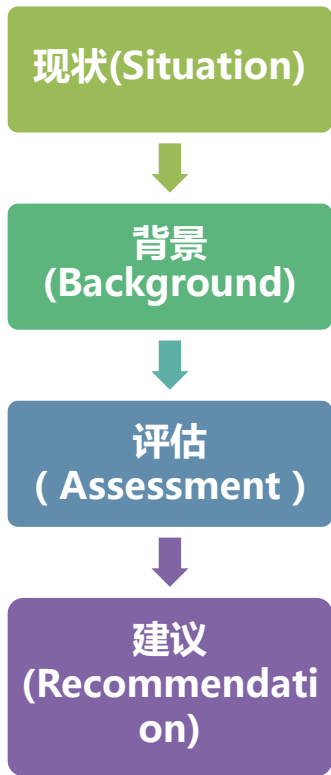 现状(Situation)
背景
(Background)
评估
( Assessment )
建议
(Recommendati
on)